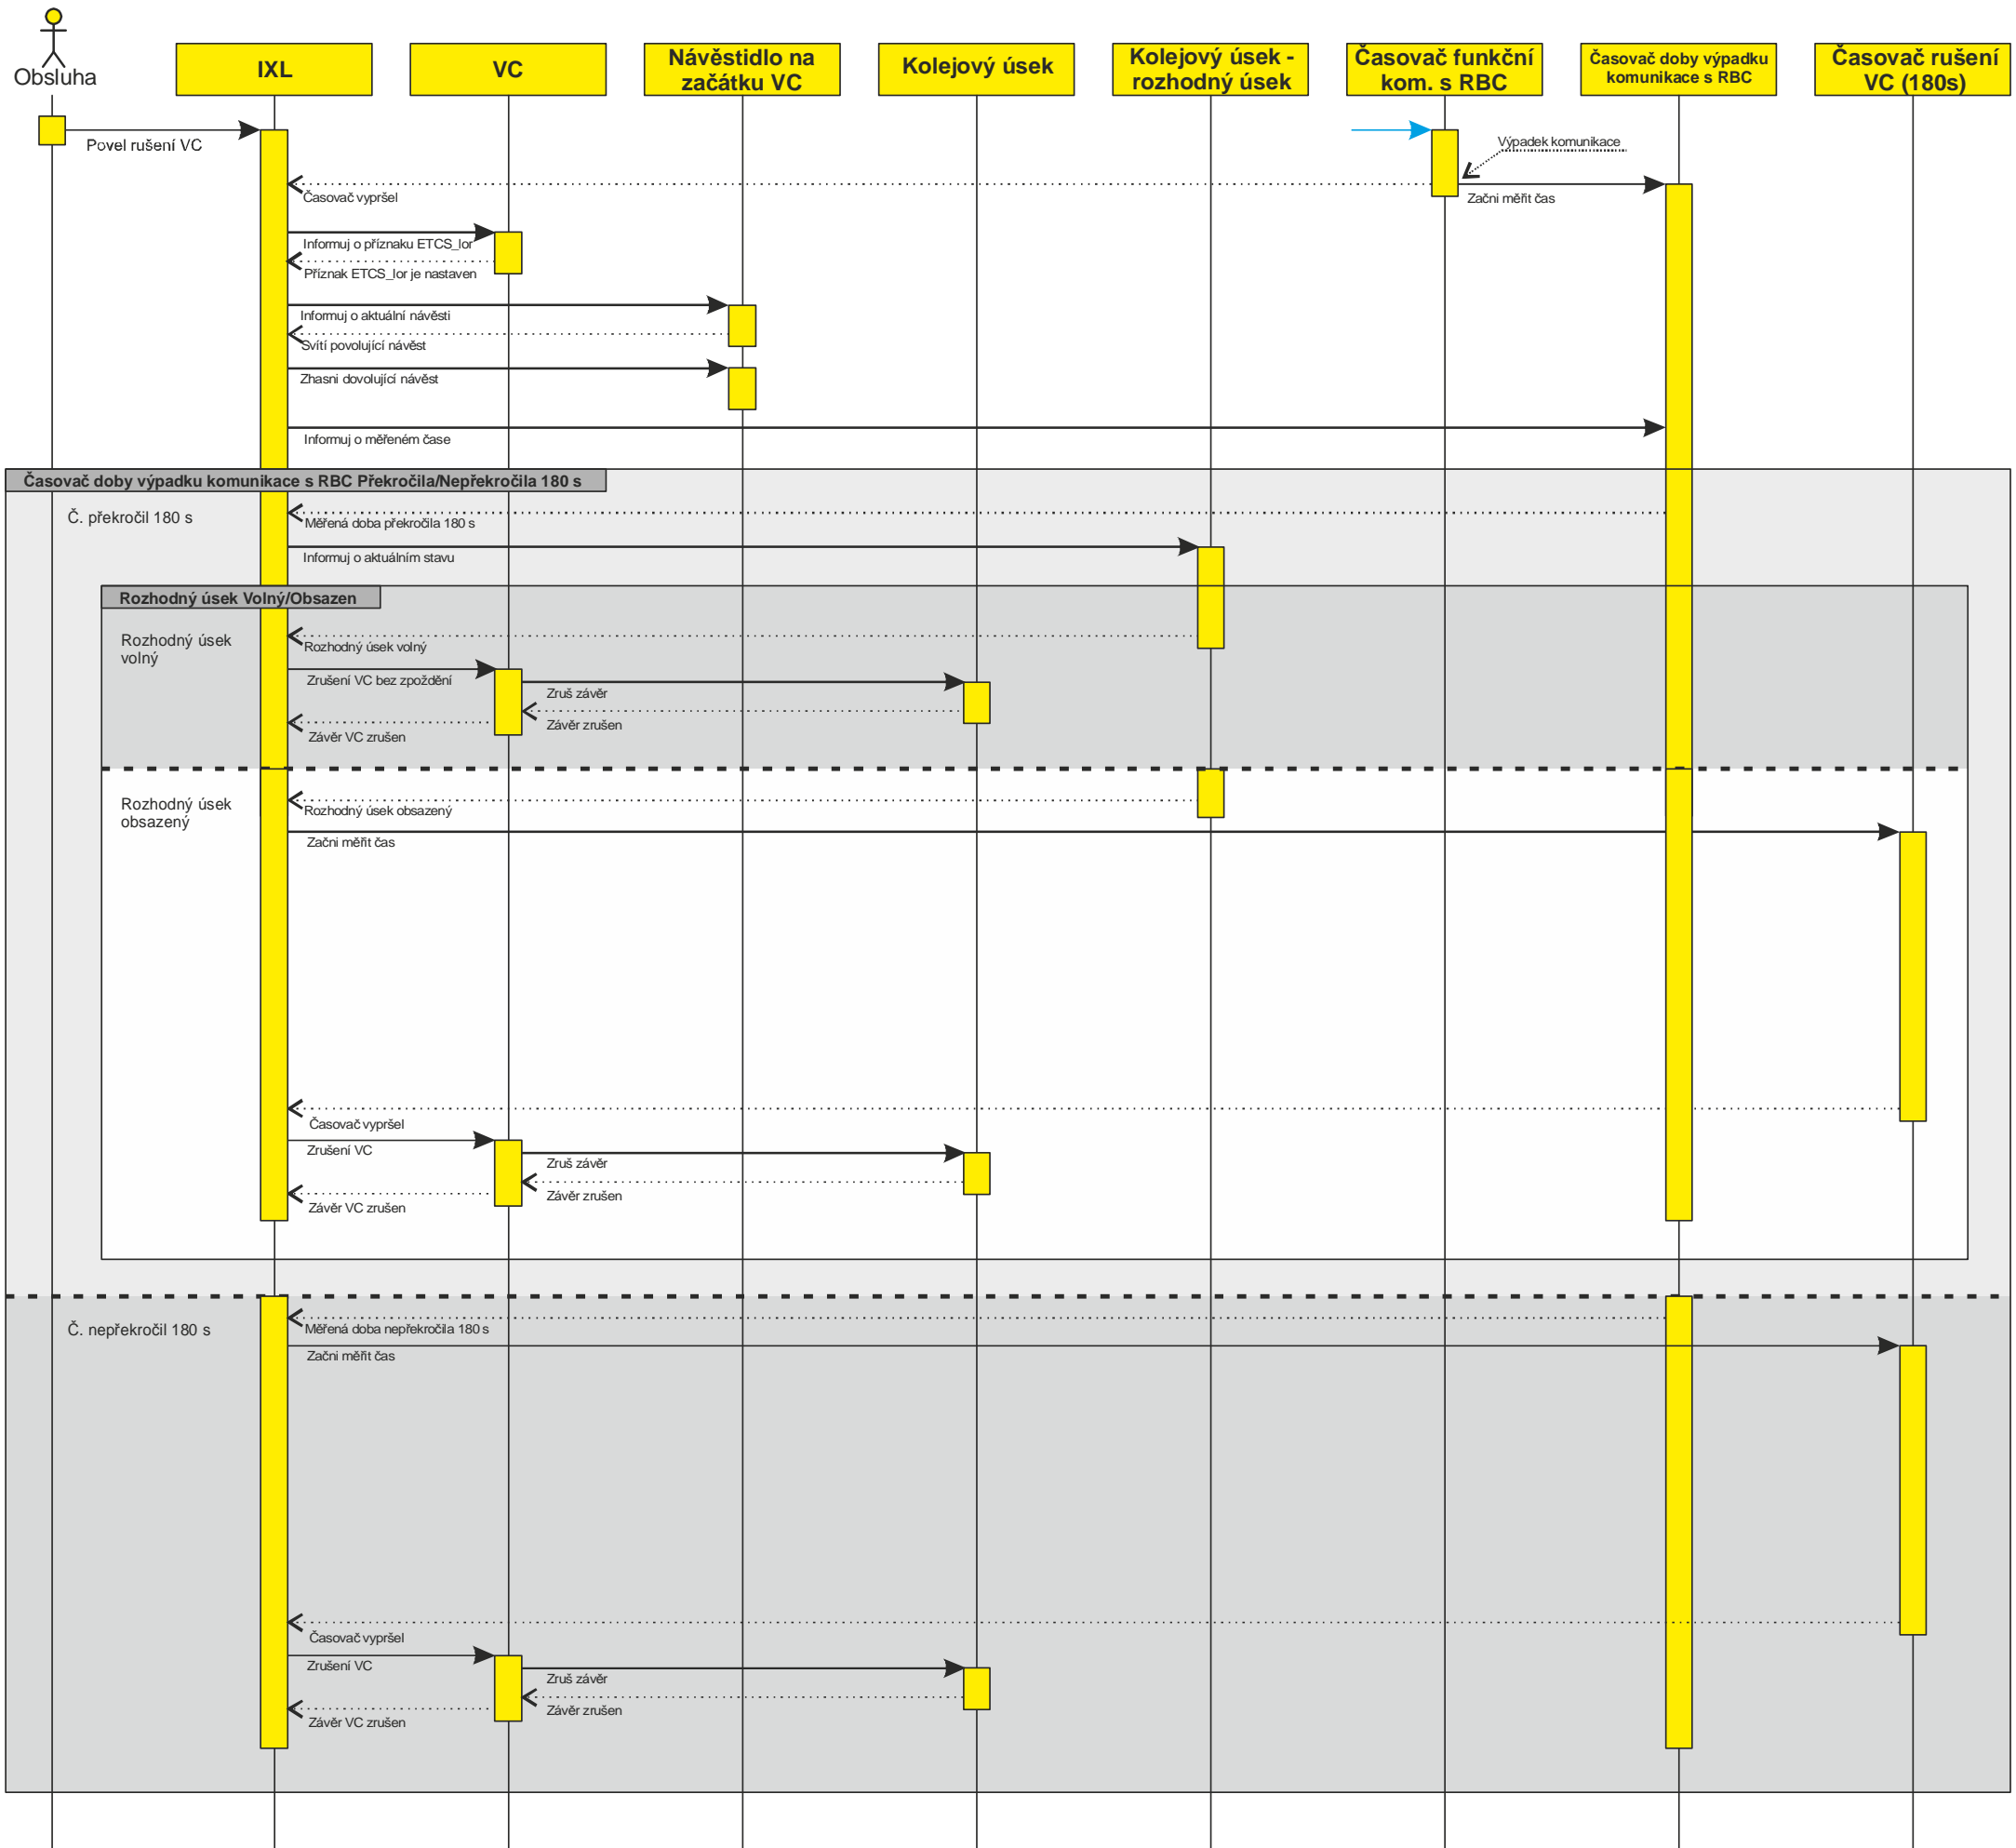 Obsluha
IXL
VC
Návěstidlo na
začátku VC
Kolejový úsek
Kolejový úsek -
rozhodný úsek
Časovač funkční
kom. s RBC
Časovač doby výpadku
komunikace s RBC
Časovač rušení
VC (180s)
Povel rušení VC
Výpadek komunikace
Časovač vypršel
Začni měřit čas
Informuj o příznaku ETCS_lor
Příznak ETCS_lor je nastaven
Informuj o aktuální návěsti
Svítí povolující návěst
Zhasni dovolující návěst
Informuj o měřeném čase
Časovač doby výpadku komunikace s RBC Překročila/Nepřekročila 180 s
Č. překročil 180 s
Měřená doba překročila 180 s
Informuj o aktuálním stavu
Rozhodný úsek Volný/Obsazen
Rozhodný úsek
volný
Rozhodný úsek volný
Zrušení VC bez zpoždění
Zruš závěr
Závěr zrušen
Závěr VC zrušen
Rozhodný úsek
obsazený
Rozhodný úsek obsazený
Začni měřit čas
Časovač vypršel
Zrušení VC
Zruš závěr
Závěr zrušen
Závěr VC zrušen
Č. nepřekročil 180 s
Měřená doba nepřekročila 180 s
Začni měřit čas
Časovač vypršel
Zrušení VC
Zruš závěr
Závěr zrušen
Závěr VC zrušen